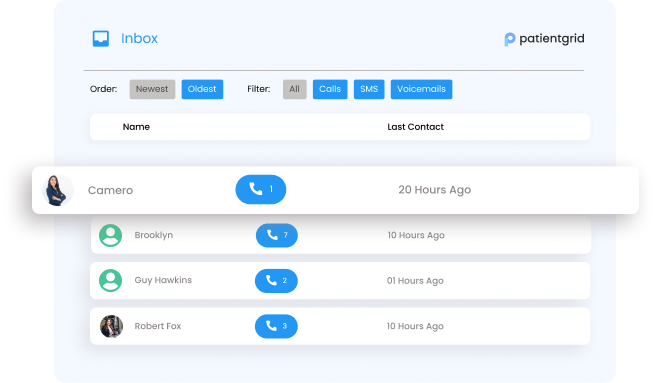 Inbox patientgrid
Order: Newest Oldest Filter: All Calls SMS Voicemails
Name Last Contact
Camero 1 20 Hours Ago
Brooklyn 7 10 Hours Ago
Guy Hawkins 2 01 Hours Ago
Robert Fox 3 10 Hours Ago